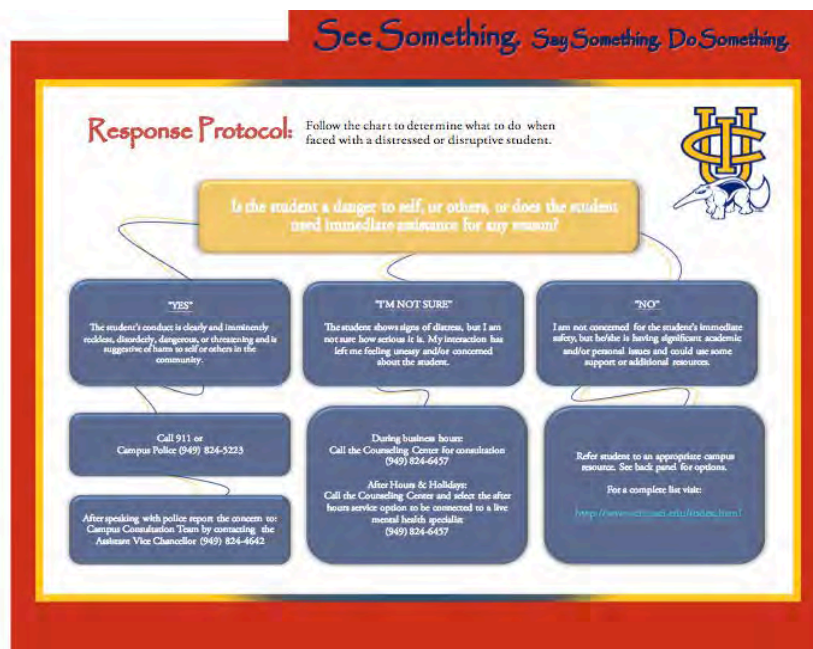 See Something. Say Something. Do Something.
Response Protocol:
Follow the chart to determine what to do when
faced with a distressed or disruptive student.
UCI
Is the student a danger to self, or others, or does the student
need immediate assistance for any reason?
"YES"
The student's conduct is clearly and imminently
reckless, disorderly, dangerous, or threatening and is
suggestive of harm to self or others in the
community.
"I'M NOT SURE"
The student shows signs of distress, but I am
not sure how serious it is. My interaction has
left me feeling uneasy and/or concerned
about the student.
"NO"
I am not concerned for the student's immediate
safety, but he/she is having significant academic
and/or personal issues and could use some
support or additional resources.
Call 911 or
Campus Police (949) 824-5223
After speaking with police report the concern to:
Campus Consultation Team by contacting the
Assistant Vice Chancellor (949) 824-4642
During business hours:
Call the Counseling Center for consultation
(949) 824-6457
After Hours & Holidays:
Call the Counseling Center and select the after
hours service option to be connected to a live
mental health specialist
(949) 824-6457
Refer student to an appropriate campus
resource. See back panel for options.
For a complete list visit: